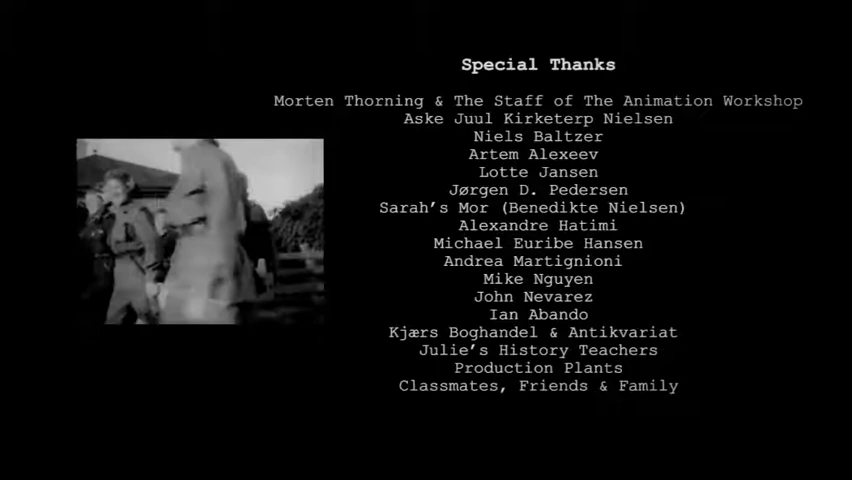 Special Thanks
Morten Thorning & The Staff of The Animation Workshop
Aske Juul Kirketerp Nielsen
Niels Baltzer
Artem Alexeev
Lotte Jansen
Jørgen D. Pedersen
Sarah's Mor (Benedikte Nielsen)
Alexandre Hatimi
Michael Euribe Hansen
Andrea Martignioni
Mike Nguyen
John Nevarez
Ian Abando
Kjærs Boghandel & Antikvariat
Julie's History Teachers
Production Plants
Classmates, Friends & Family